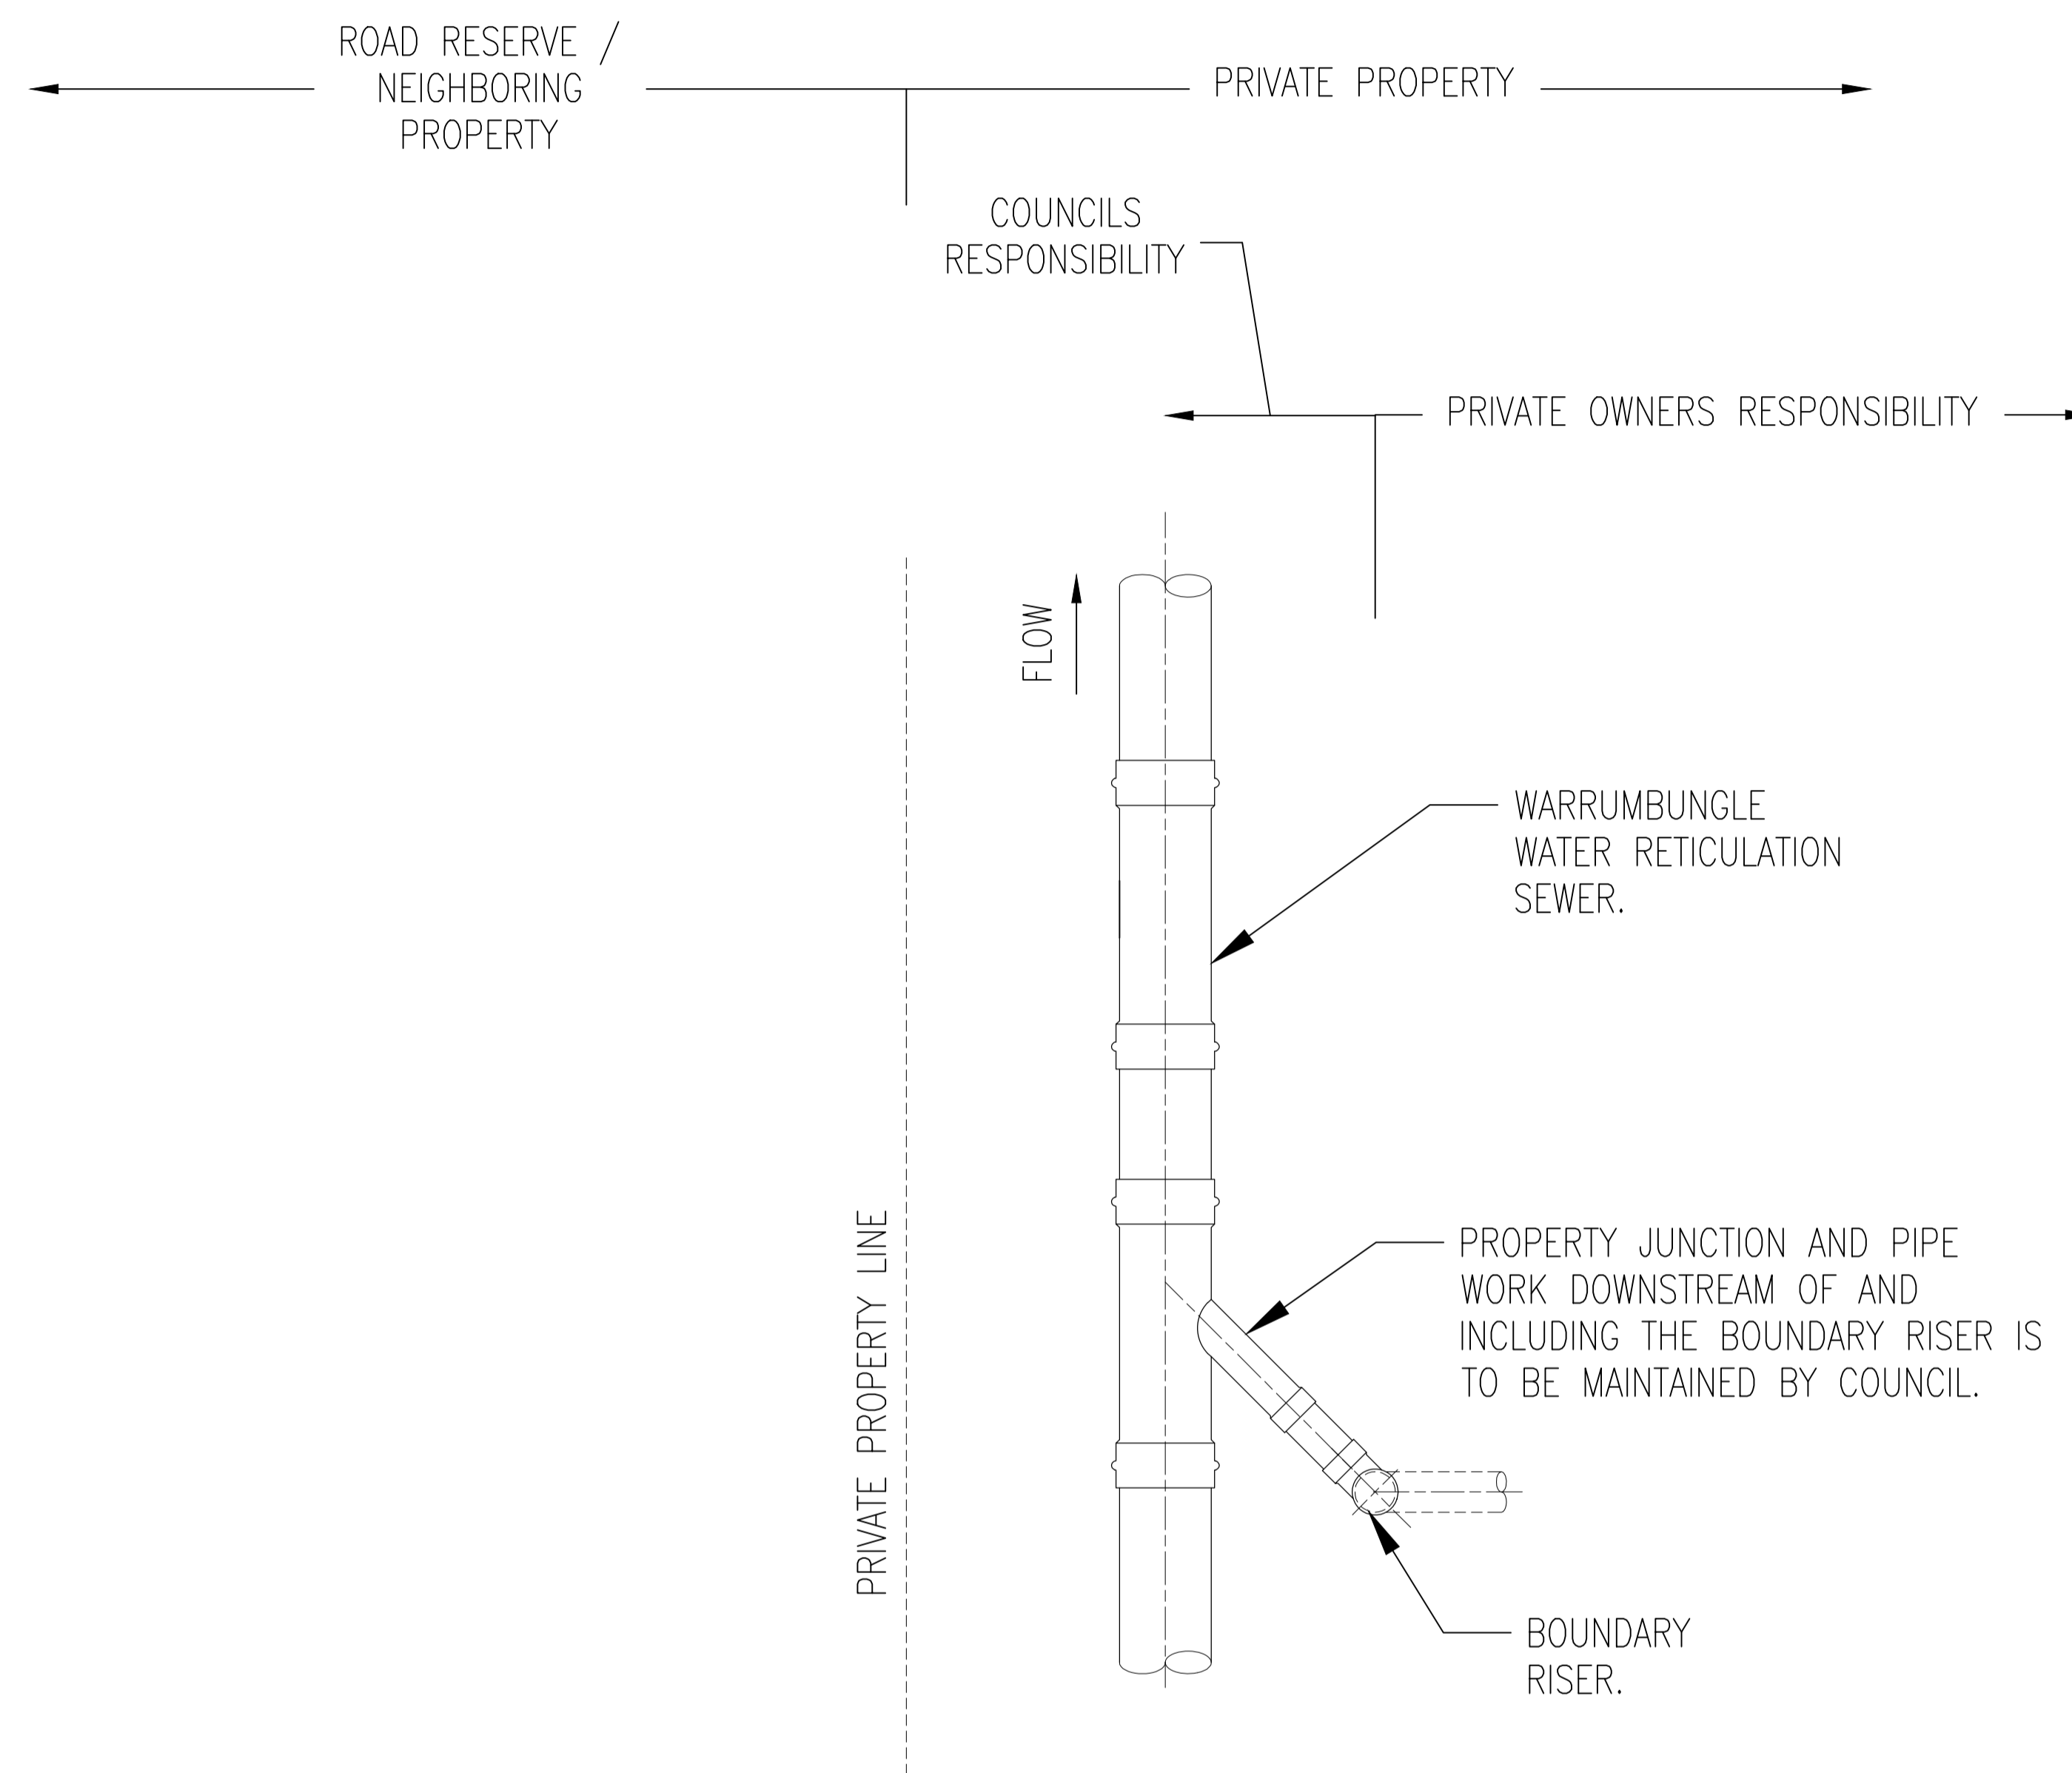 ROAD RESERVE /
NEIGHBORING
PROPERTY
PRIVATE PROPERTY
COUNCILS
RESPONSIBILITY
PRIVATE OWNERS RESPONSIBILITY
FLOW
WARRUMBUNGLE
WATER RETICULATION
SEWER.
PRIVATE PROPERTY LINE
PROPERTY JUNCTION AND PIPE
WORK DOWNSTREAM OF AND
INCLUDING THE BOUNDARY RISER IS
TO BE MAINTAINED BY COUNCIL.
BOUNDARY
RISER.